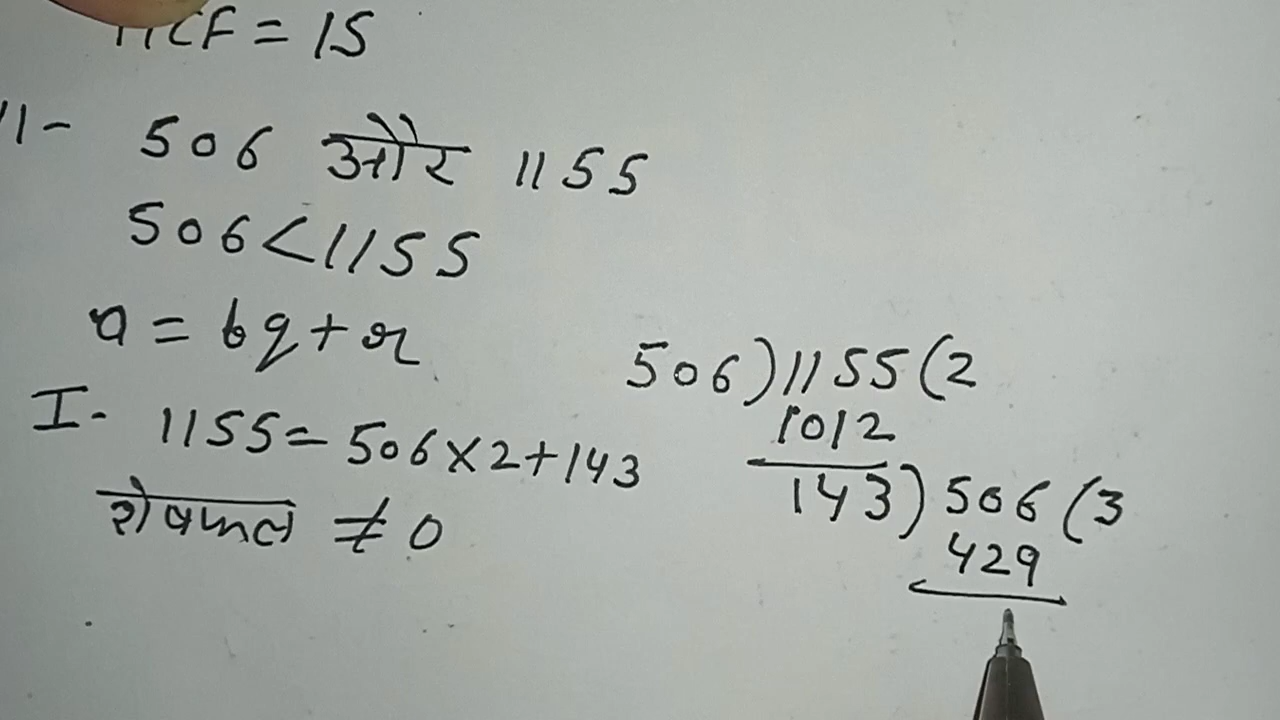 HCF = 15
11- 506 और 1155
506 < 1155
a = bq + r
I- 1155 = 506 × 2 + 143
शेषफल ≠ 0
506 ) 1155 ( 2
1012
143 ) 506 ( 3
429